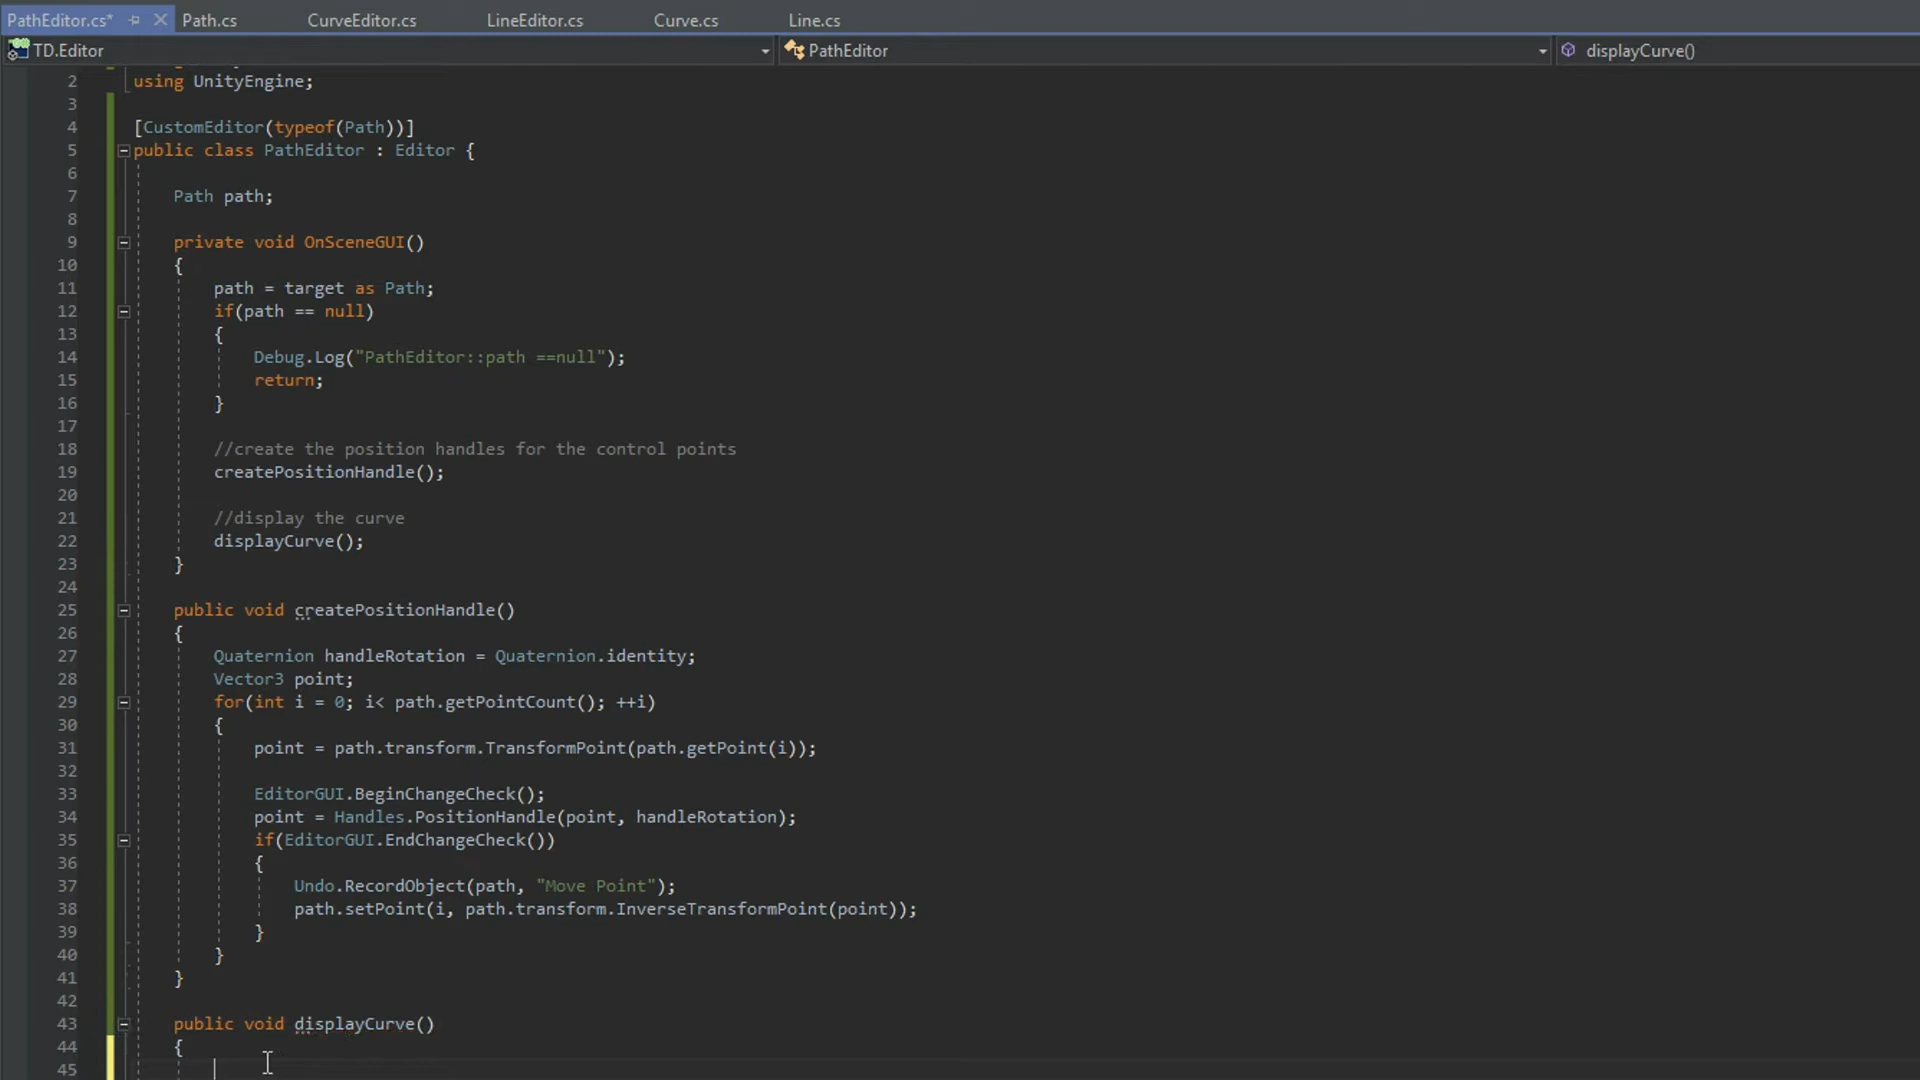 PathEditor.cs* Path.cs CurveEditor.cs LineEditor.cs Curve.cs Line.cs
TD.Editor PathEditor displayCurve()
2 using UnityEngine;
3
4 [CustomEditor(typeof(Path))]
5 public class PathEditor : Editor {
6
7 Path path;
8
9 private void OnSceneGUI()
10 {
11 path = target as Path;
12 if(path == null)
13 {
14 Debug.Log("PathEditor::path ==null");
15 return;
16 }
17
18 //create the position handles for the control points
19 createPositionHandle();
20
21 //display the curve
22 displayCurve();
23 }
24
25 public void createPositionHandle()
26 {
27 Quaternion handleRotation = Quaternion.identity;
28 Vector3 point;
29 for(int i = 0; i< path.getPointCount(); ++i)
30 {
31 point = path.transform.TransformPoint(path.getPoint(i));
32
33 EditorGUI.BeginChangeCheck();
34 point = Handles.PositionHandle(point, handleRotation);
35 if(EditorGUI.EndChangeCheck())
36 {
37 Undo.RecordObject(path, "Move Point");
38 path.setPoint(i, path.transform.InverseTransformPoint(point));
39 }
40 }
41 }
42
43 public void displayCurve()
44 {
45